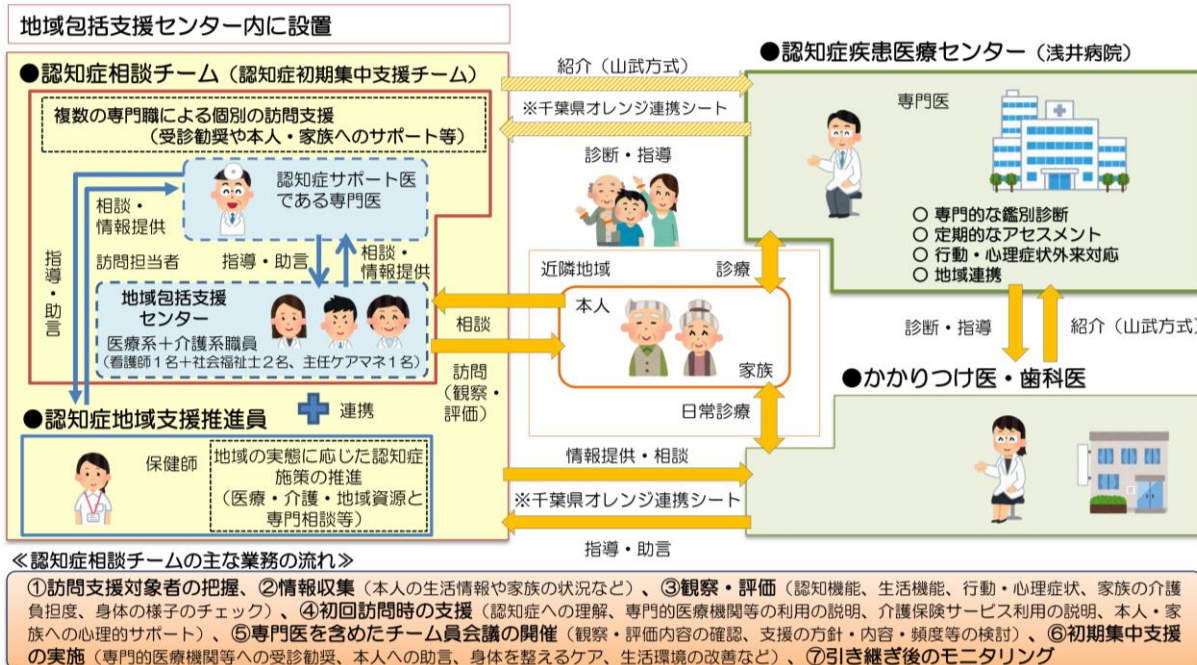 地域包括支援センター内に設置
●認知症相談チーム（認知症初期集中支援チーム）
複数の専門職による個別の訪問支援
（受診勧奨や本人・家族へのサポート等）
認知症サポート医
である専門医
相談・
情報提供
指導・助言
訪問担当者
指導・助言
相談・
情報提供
地域包括支援
センター
医療系＋介護系職員
（看護師１名＋社会福祉士２名、主任ケアマネ１名）
連携
●認知症地域支援推進員
保健師
地域の実態に応じた認知症
施策の推進
（医療・介護・地域資源と
専門相談等）
紹介（山武方式）
※千葉県オレンジ連携シート
診断・指導
近隣地域
診療
本人
家族
相談
訪問
（観察・
評価）
日常診療
情報提供・相談
※千葉県オレンジ連携シート
指導・助言
●認知症疾患医療センター（浅井病院）
専門医
○ 専門的な鑑別診断
○ 定期的なアセスメント
○ 行動・心理症状外来対応
○ 地域連携
診断・指導
紹介（山武方式）
●かかりつけ医・歯科医
≪認知症相談チームの主な業務の流れ≫
①訪問支援対象者の把握、②情報収集（本人の生活情報や家族の状況など）、③観察・評価（認知機能、生活機能、行動・心理症状、家族の介護
負担度、身体の様子のチェック）、④初回訪問時の支援（認知症への理解、専門的医療機関等の利用の説明、介護保険サービス利用の説明、本人・家
族への心理的サポート）、⑤専門医を含めたチーム員会議の開催（観察・評価内容の確認、支援の方針・内容・頻度等の検討）、⑥初期集中支援
の実施（専門的医療機関等への受診勧奨、本人への助言、身体を整えるケア、生活環境の改善など）、⑦引き継ぎ後のモニタリング